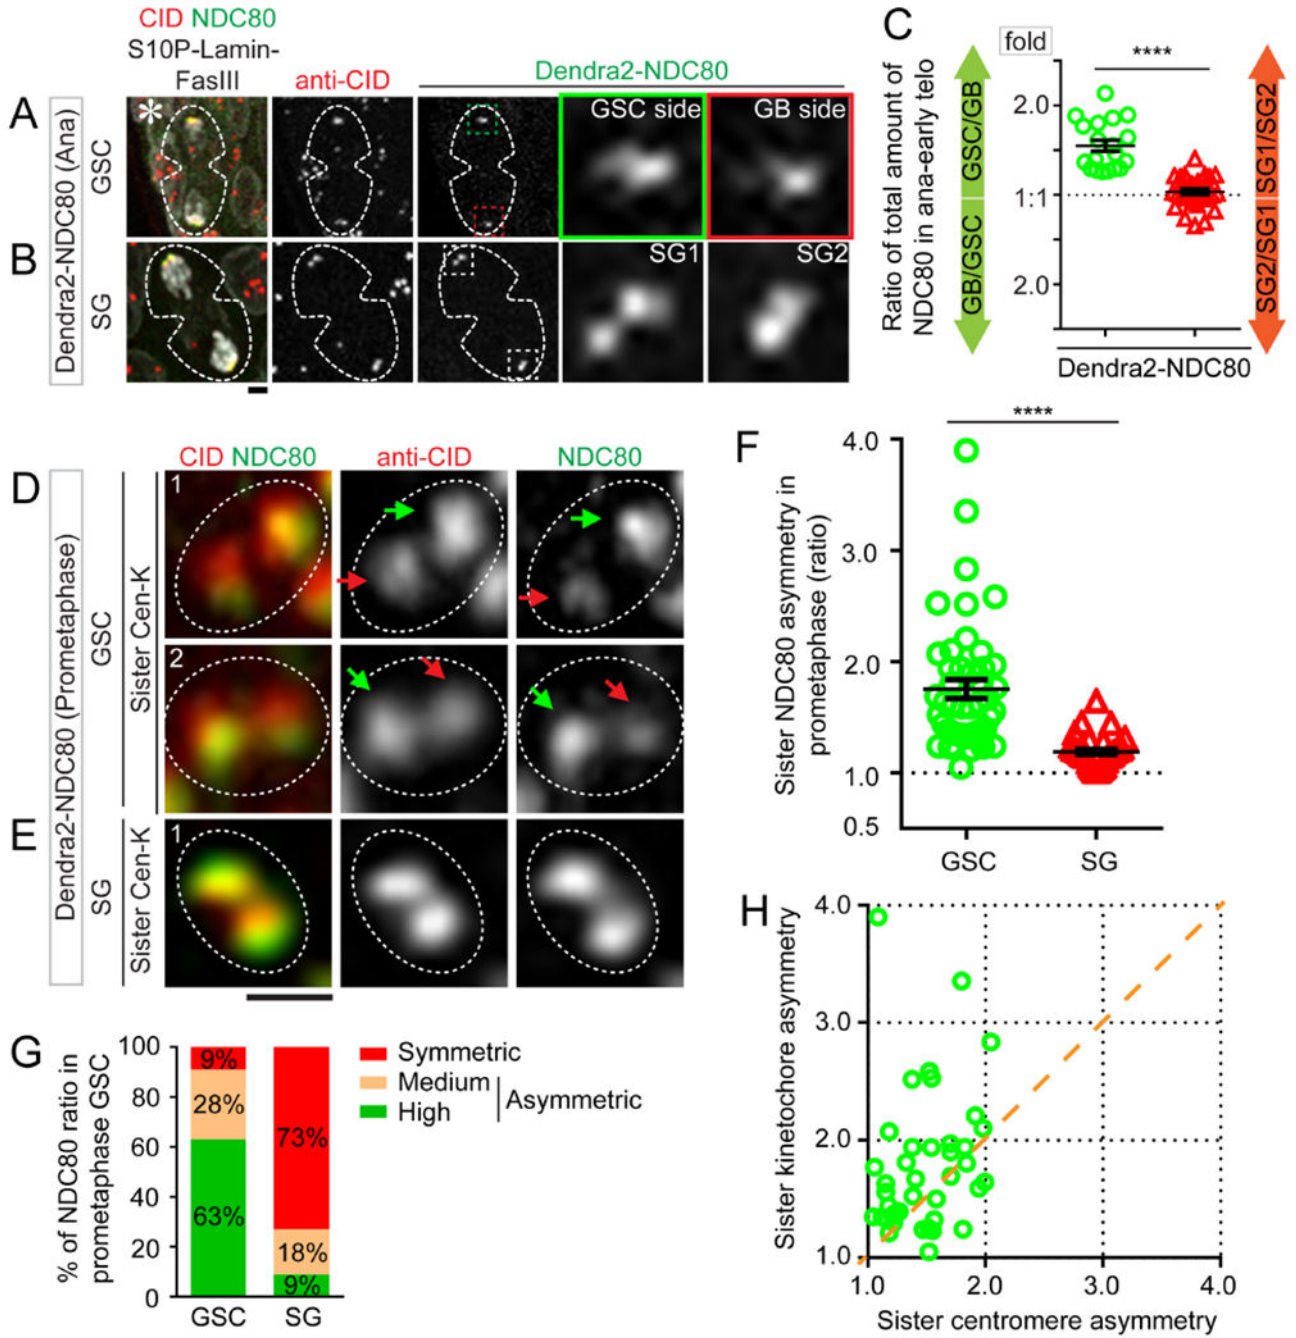 CID NDC80
S10P-Lamin-
FasIII
anti-CID
Dendra2-NDC80
A
Dendra2-NDC80 (Ana)
GSC
*
GSC side
GB side
B
SG
SG1
SG2
C
fold
Ratio of total amount of
NDC80 in ana-early telo
GB/GSC GSC/GB
****
2.0
1:1
2.0
SG2/SG1 SG1/SG2
Dendra2-NDC80
D
CID NDC80
anti-CID
NDC80
Dendra2-NDC80 (Prometaphase)
GSC
Sister Cen-K
1
2
E
SG
Sister Cen-K
1
F
****
Sister NDC80 asymmetry in
prometaphase (ratio)
4.0
3.0
2.0
1.0
0.5
GSC
SG
G
% of NDC80 ratio in
prometaphase GSC
100
80
60
40
20
0
9%
28%
63%
73%
18%
9%
GSC
SG
Symmetric
Medium
High
Asymmetric
H
Sister kinetochore asymmetry
4.0
3.0
2.0
1.0
1.0
2.0
3.0
4.0
Sister centromere asymmetry